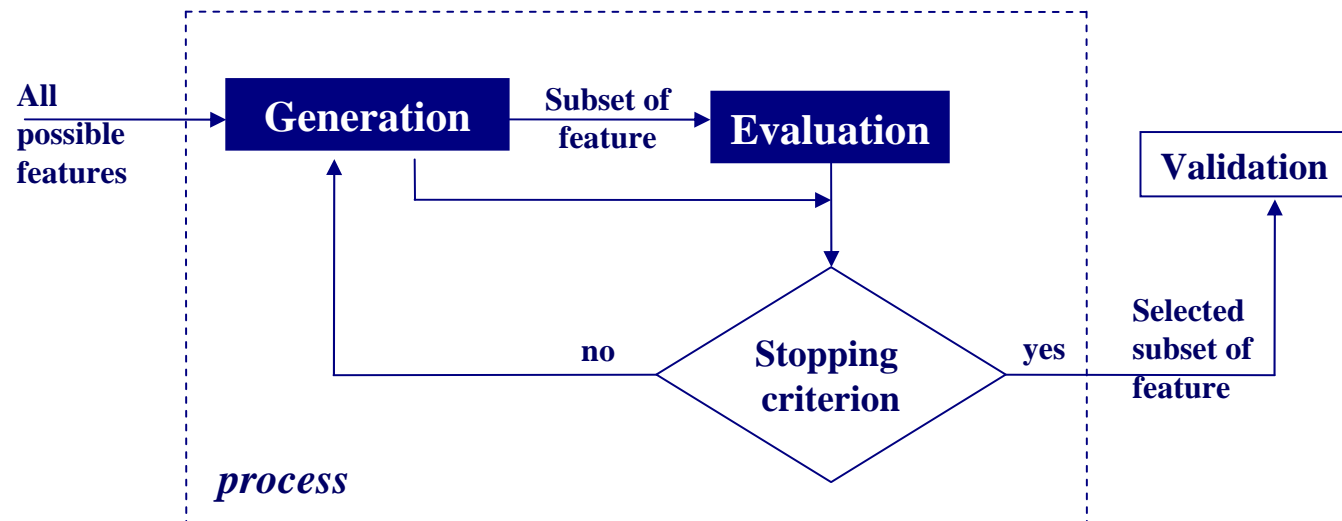 All
possible
features
Generation
Subset of
feature
Evaluation
Validation
no
Stopping
criterion
yes
Selected
subset of
feature
process